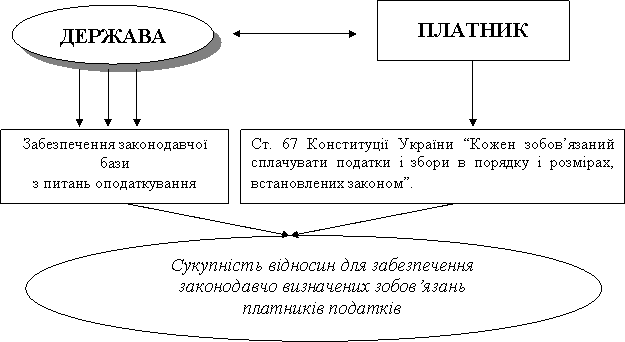 ДЕРЖАВА
ПЛАТНИК
Забезпечення законодавчої
бази
з питань оподаткування
Ст. 67 Конституції України “Кожен зобов’язаний
сплачувати податки і збори в порядку і розмірах,
встановлених законом”.
Сукупність відносин для забезпечення
законодавчо визначених зобов’язань
платників податків